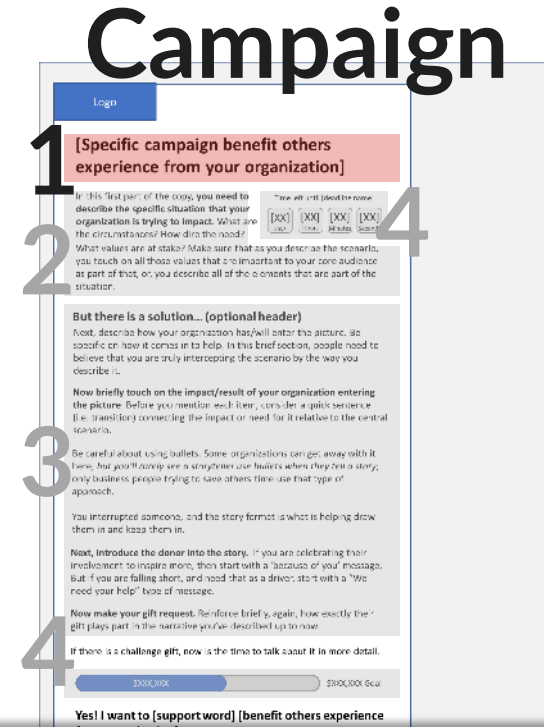 Campaign
Logo
1
[Specific campaign benefit others
experience from your organization]
In this first part of the copy, you need to
describe the specific situation that your
organization is trying to impact. What are
the circumstances? How dire the need?
Time left until [deadline name]
[XX] [XX] [XX] [XX]
Days Hours Minutes Seconds
4
2
What values are at stake? Make sure that as you describe the scenario,
you touch on all those values that are important to your core audience
as part of that, or, you describe all of the elements that are part of the
situation.
But there is a solution... (optional header)
Next, describe how your organization has/will enter the picture. Be
specific on how it comes in to help. In this brief section, people need to
believe that you are truly intercepting the scenario by the way you
describe it.
Now briefly touch on the impact/result of your organization entering
the picture. Before you mention each item, consider a quick sentence
(i.e. transition) connecting the impact or need for it relative to the central
scenario.
3
Be careful about using bullets. Some organizations can get away with it
here, but you'll rarely see a storyteller use bullets when they tell a story;
only business people trying to save others time use that type of
approach.
You interrupted someone, and the story format is what is helping draw
them in and keep them in.
Next, introduce the donor into the story. If you are celebrating their
involvement to inspire more, then start with a 'because of you' message.
But if you are falling short, and need that as a driver, start with a "We
need your help" type of message.
Now make your gift request. Reinforce briefly, again, how exactly their
gift plays part in the narrative you've described up to now.
4
If there is a challenge gift, now is the time to talk about it in more detail.
$XXX,XXX $XXX,XXX Goal
Yes! I want to [support word] [benefit others experience